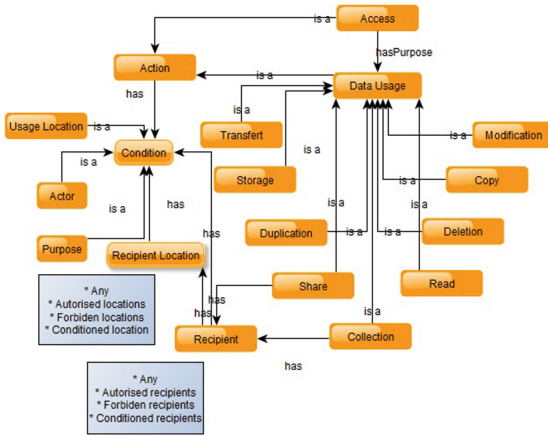 Access
is a
hasPurpose
Action
is a
Data Usage
has
is a
Usage Location
is a
Transfert
is a
Modification
Condition
is a
Storage
is a
Copy
Actor
is a
is a
has
Duplication
is a
is a
Deletion
Purpose
is a
has
Recipient Location
Share
Read
* Any
* Autorised locations
* Forbiden locations
* Conditioned location
has
has
is a
Recipient
Collection
has
* Any
* Autorised recipients
* Forbiden recipients
* Conditioned recipients